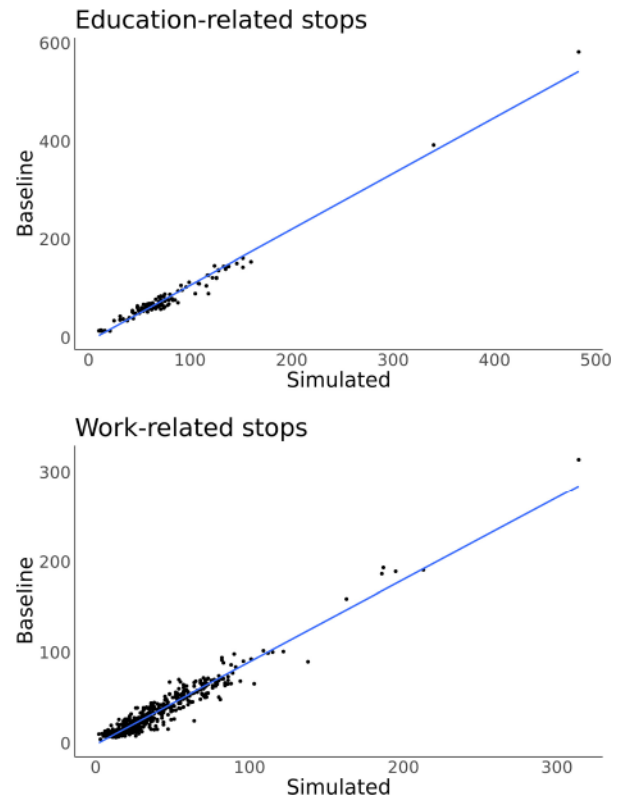 Education-related stops
600
400
200
0
Baseline
0 100 200 300 400 500
Simulated
Work-related stops
300
200
100
0
Baseline
0 100 200 300
Simulated